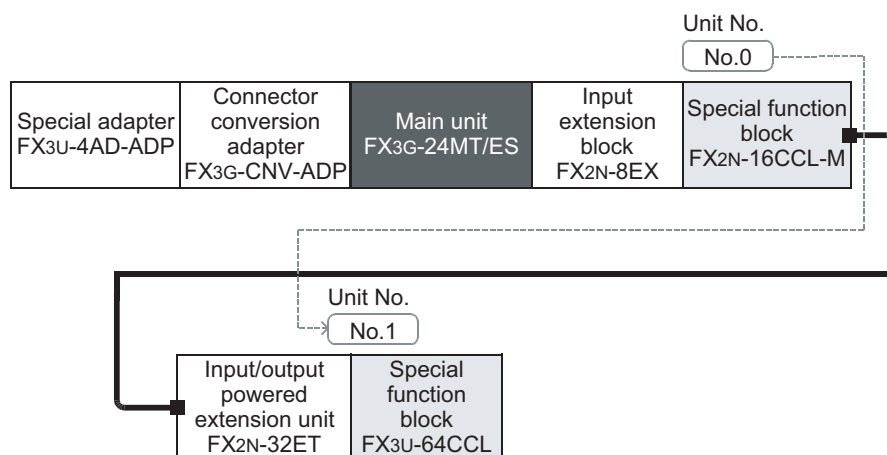 Unit No.
No.0
Special adapter
FX3U-4AD-ADP
Connector
conversion
adapter
FX3G-CNV-ADP
Main unit
FX3G-24MT/ES
Input
extension
block
FX2N-8EX
Special function
block
FX2N-16CCL-M
Unit No.
No.1
Input/output
powered
extension unit
FX2N-32ET
Special
function
block
FX3U-64CCL